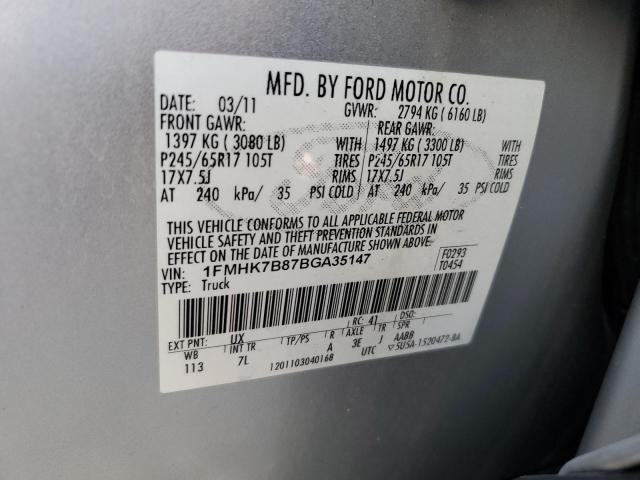 MFD. BY FORD MOTOR CO.
DATE: 03/11 GVWR: 2794 KG ( 6160 LB)
FRONT GAWR: REAR GAWR:
1397 KG ( 3080 LB) 1497 KG ( 3300 LB)
P245/65R17 105T TIRES P245/65R17 105T
17X7.5J RIMS 17X7.5J
AT 240 kPa/ 35 PSI COLD AT 240 kPa/ 35 PSI COLD
THIS VEHICLE CONFORMS TO ALL APPLICABLE FEDERAL MOTOR
VEHICLE SAFETY AND THEFT PREVENTION STANDARDS IN
EFFECT ON THE DATE OF MANUFACTURE SHOWN ABOVE.
VIN: 1FMHK7B87BGA35147 F0293
TYPE: Truck T0454
EXT PNT: UX RC: 41 DSO:
WB INT TR TP/PS R AXLE TR SPR
113 7L A 3E J AABB
1201103040168 UTC 5U5A-1520472-BA